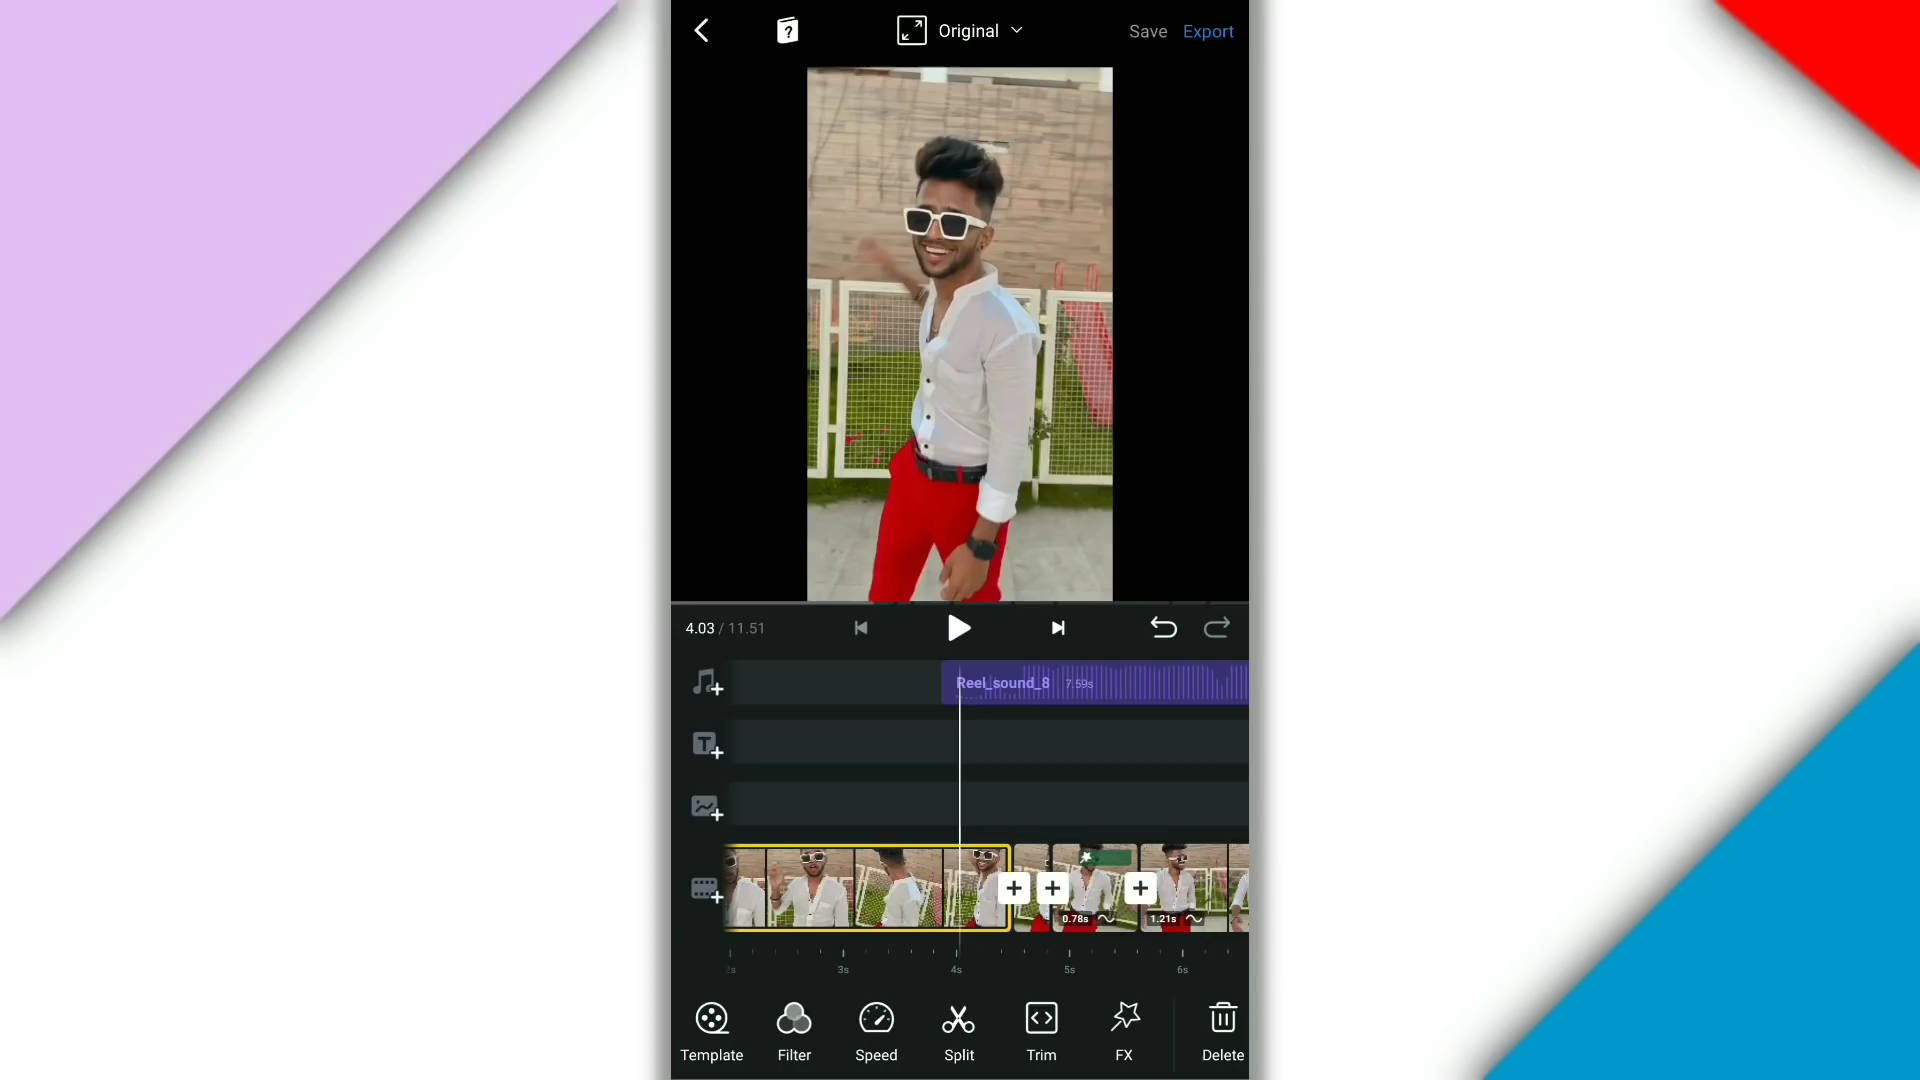 Original
Save
Export
4.03 / 11.51
Reel_sound_8 7.59s
0.78s
1.21s
2s
3s
4s
5s
6s
Template
Filter
Speed
Split
Trim
FX
Delete